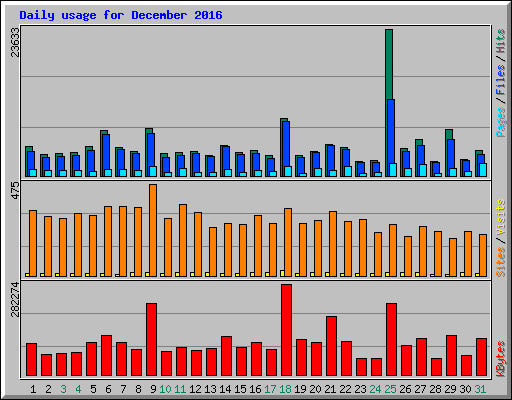 Daily usage for December 2016
23633
Pages/Files/Hits
475
Sites/Visits
282274
KBytes
1 2 3 4 5 6 7 8 9 10 11 12 13 14 15 16 17 18 19 20 21 22 23 24 25 26 27 28 29 30 31